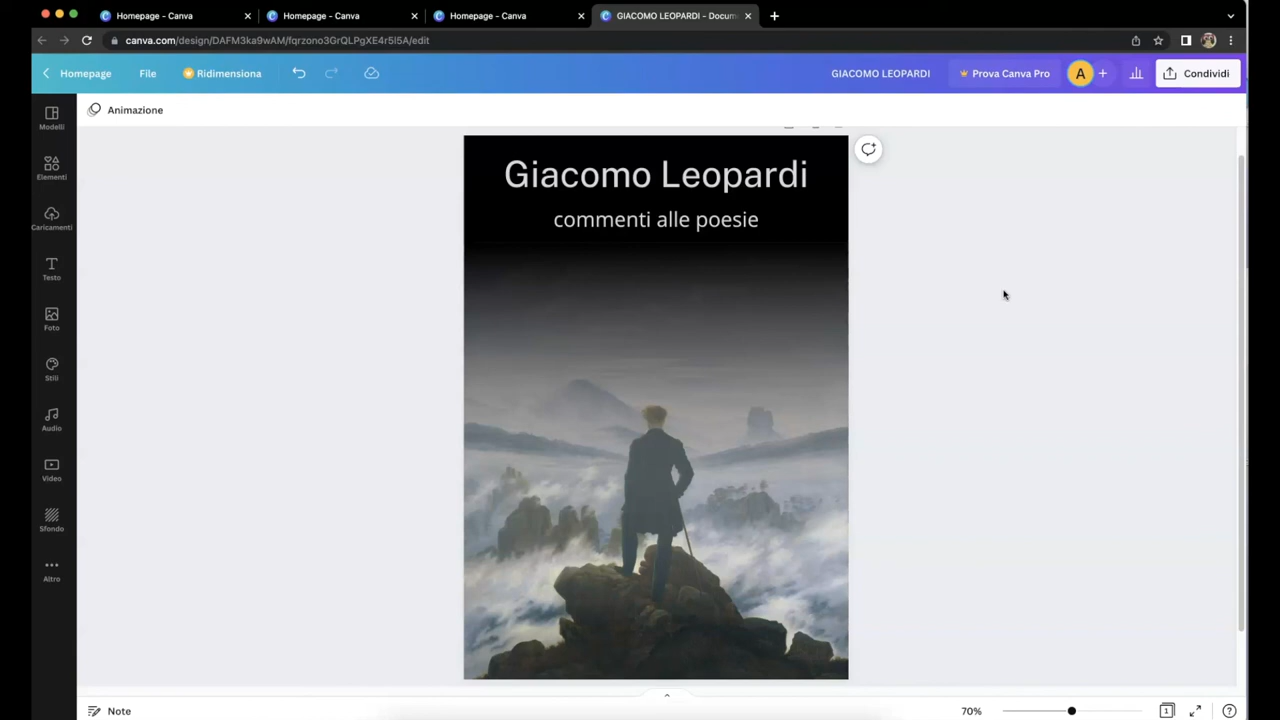 Homepage - Canva
Homepage - Canva
Homepage - Canva
GIACOMO LEOPARDI - Docum
canva.com/design/DAFM3ka9wAM/fqrzono3GrQLPgXE4r5I5A/edit
Homepage
File
Ridimensiona
GIACOMO LEOPARDI
Prova Canva Pro
A
Condividi
Animazione
Modelli
Elementi
Caricamenti
Testo
Foto
Stili
Audio
Video
Sfondo
Altro
Giacomo Leopardi
commenti alle poesie
Note
70%
1